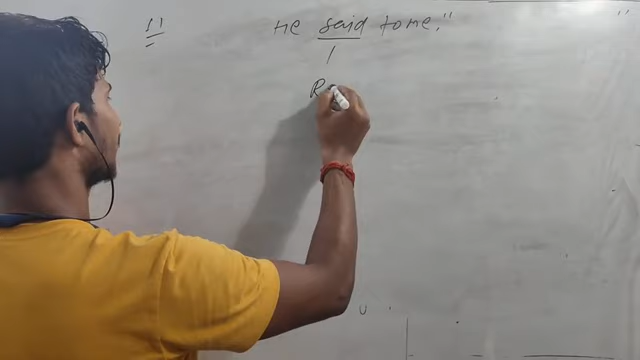 " He said to me," "
R